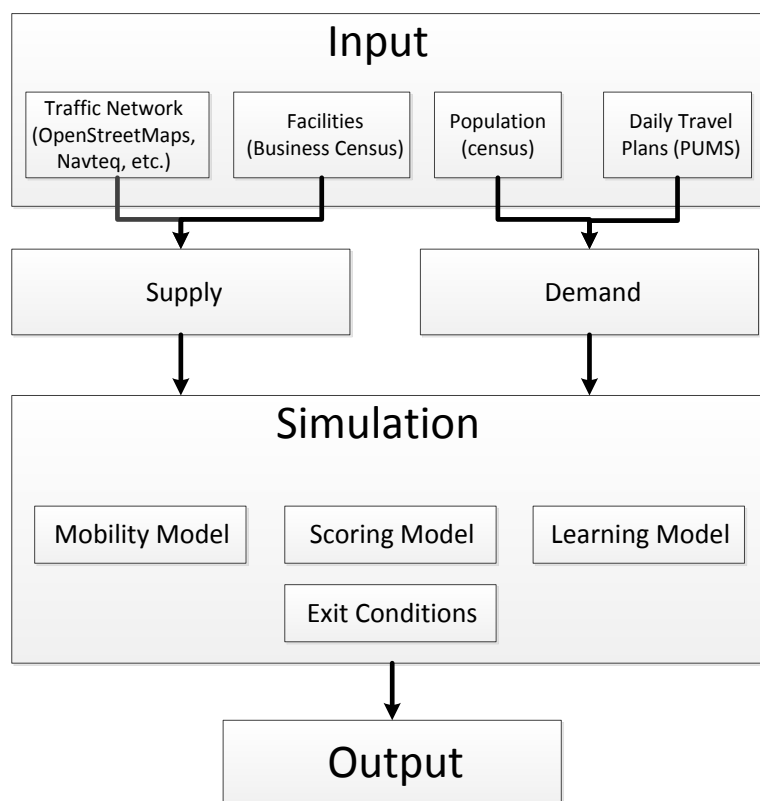 Input
Traffic Network
(OpenStreetMaps,
Navteq, etc.)
Facilities
(Business Census)
Population
(census)
Daily Travel
Plans (PUMS)
Supply
Demand
Simulation
Mobility Model
Scoring Model
Learning Model
Exit Conditions
Output